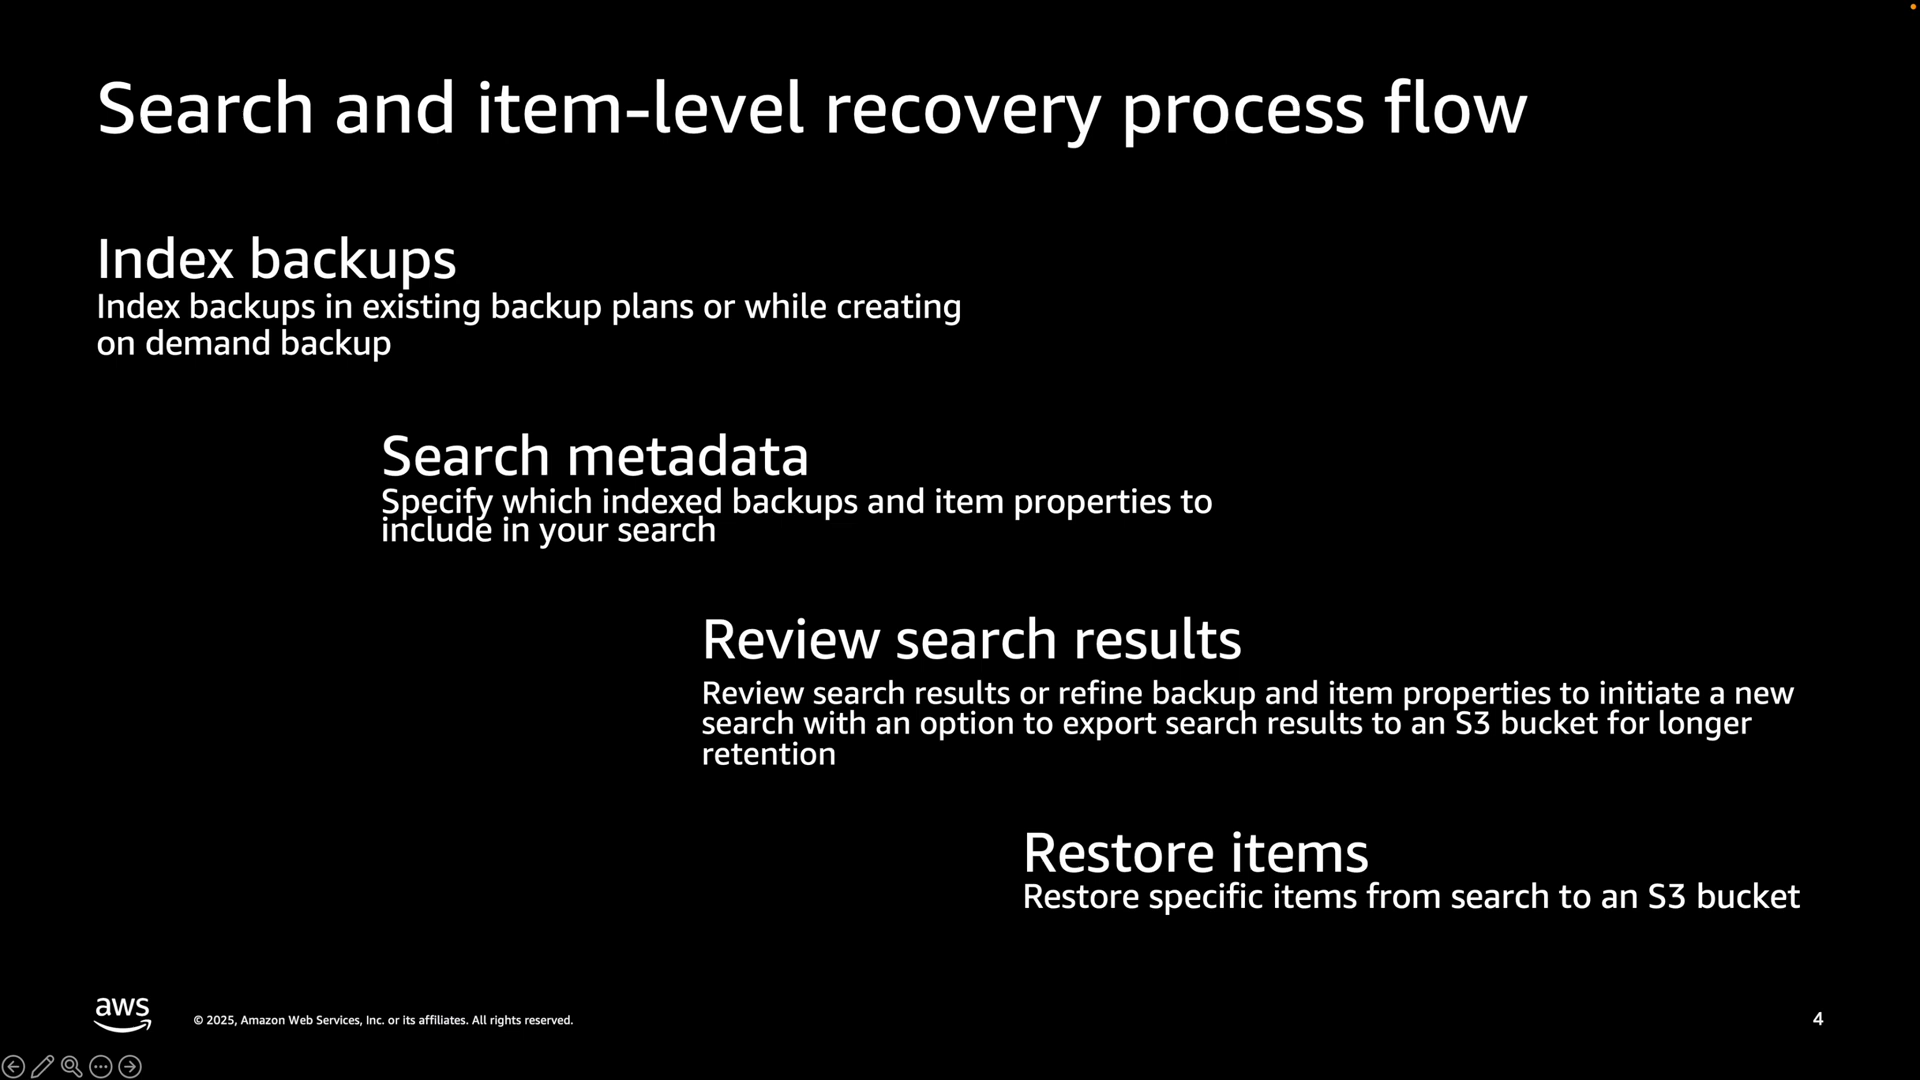 Search and item-level recovery process flow
Index backups
Index backups in existing backup plans or while creating
on demand backup
Search metadata
Specify which indexed backups and item properties to
include in your search
Review search results
Review search results or refine backup and item properties to initiate a new
search with an option to export search results to an S3 bucket for longer
retention
Restore items
Restore specific items from search to an S3 bucket
aws
© 2025, Amazon Web Services, Inc. or its affiliates. All rights reserved.
4